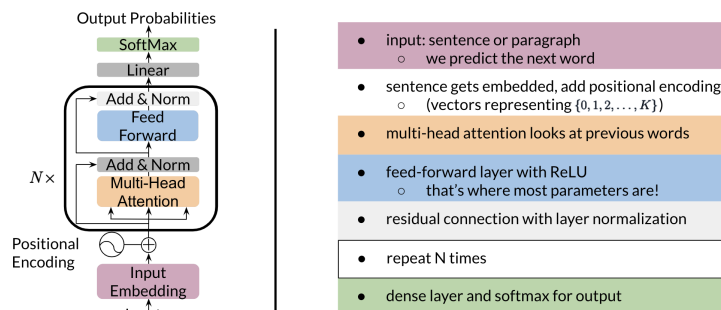 Output Probabilities
SoftMax
Linear
Add & Norm
Feed
Forward
Add & Norm
N×
Multi-Head
Attention
Positional
Encoding
Input
Embedding
● input: sentence or paragraph
○ we predict the next word
● sentence gets embedded, add positional encoding
○ (vectors representing {0, 1, 2, . . . , K})
● multi-head attention looks at previous words
● feed-forward layer with ReLU
○ that's where most parameters are!
● residual connection with layer normalization
● repeat N times
● dense layer and softmax for output